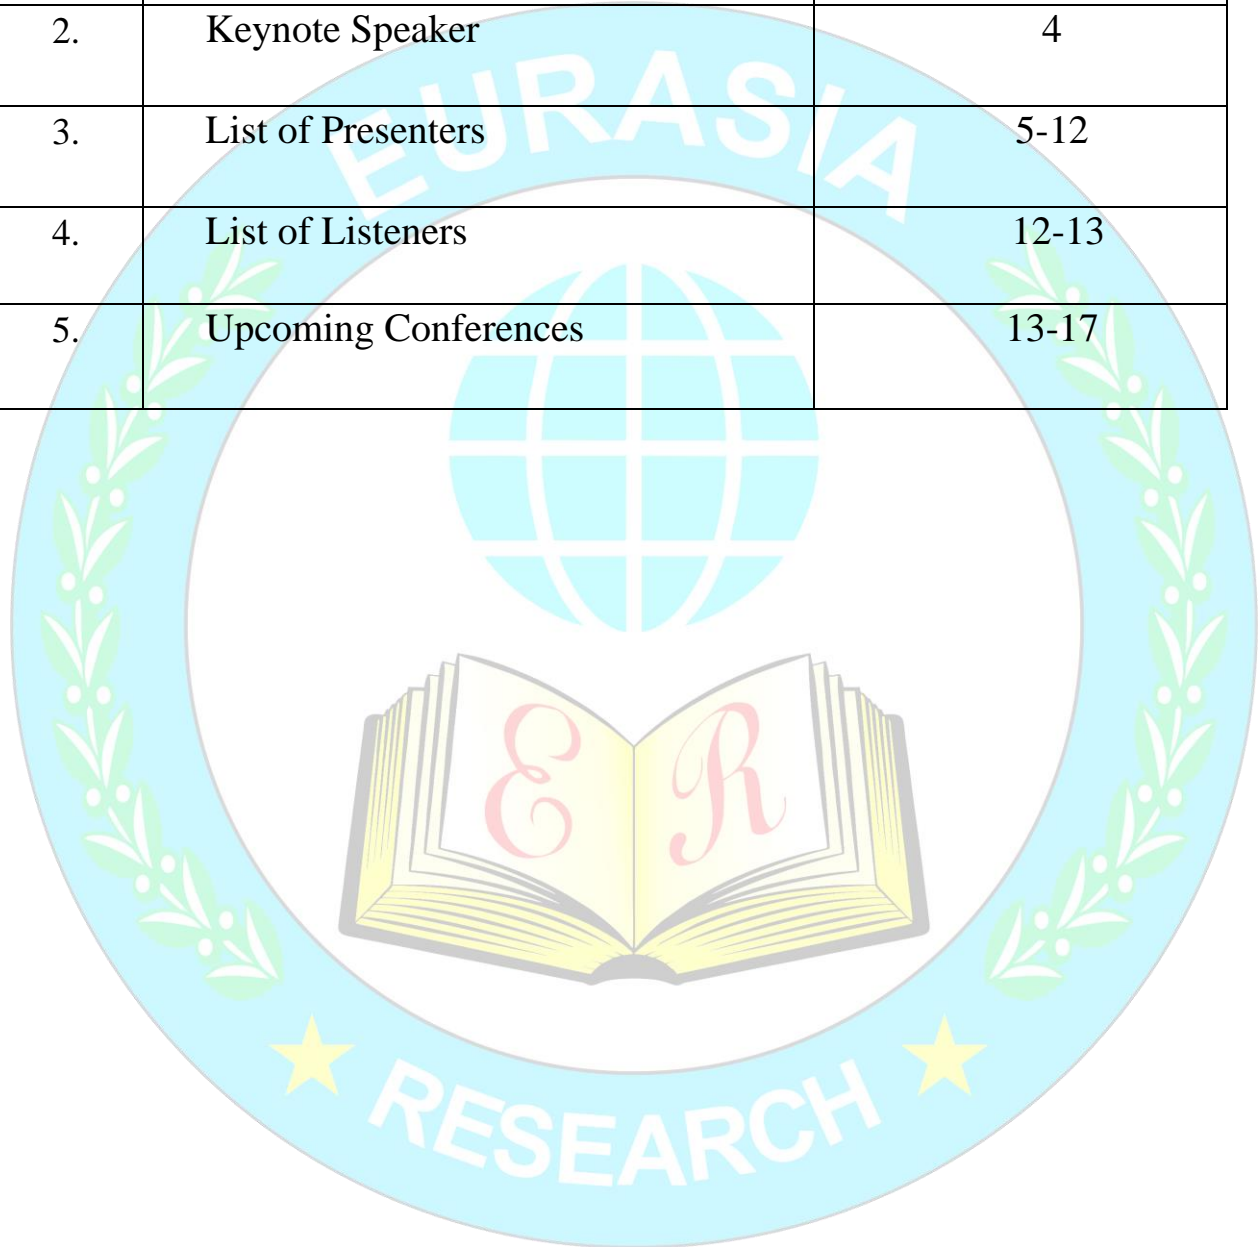 2. Keynote Speaker 4
3. List of Presenters 5-12
4. List of Listeners 12-13
5. Upcoming Conferences 13-17
EURASIA
E R
RESEARCH